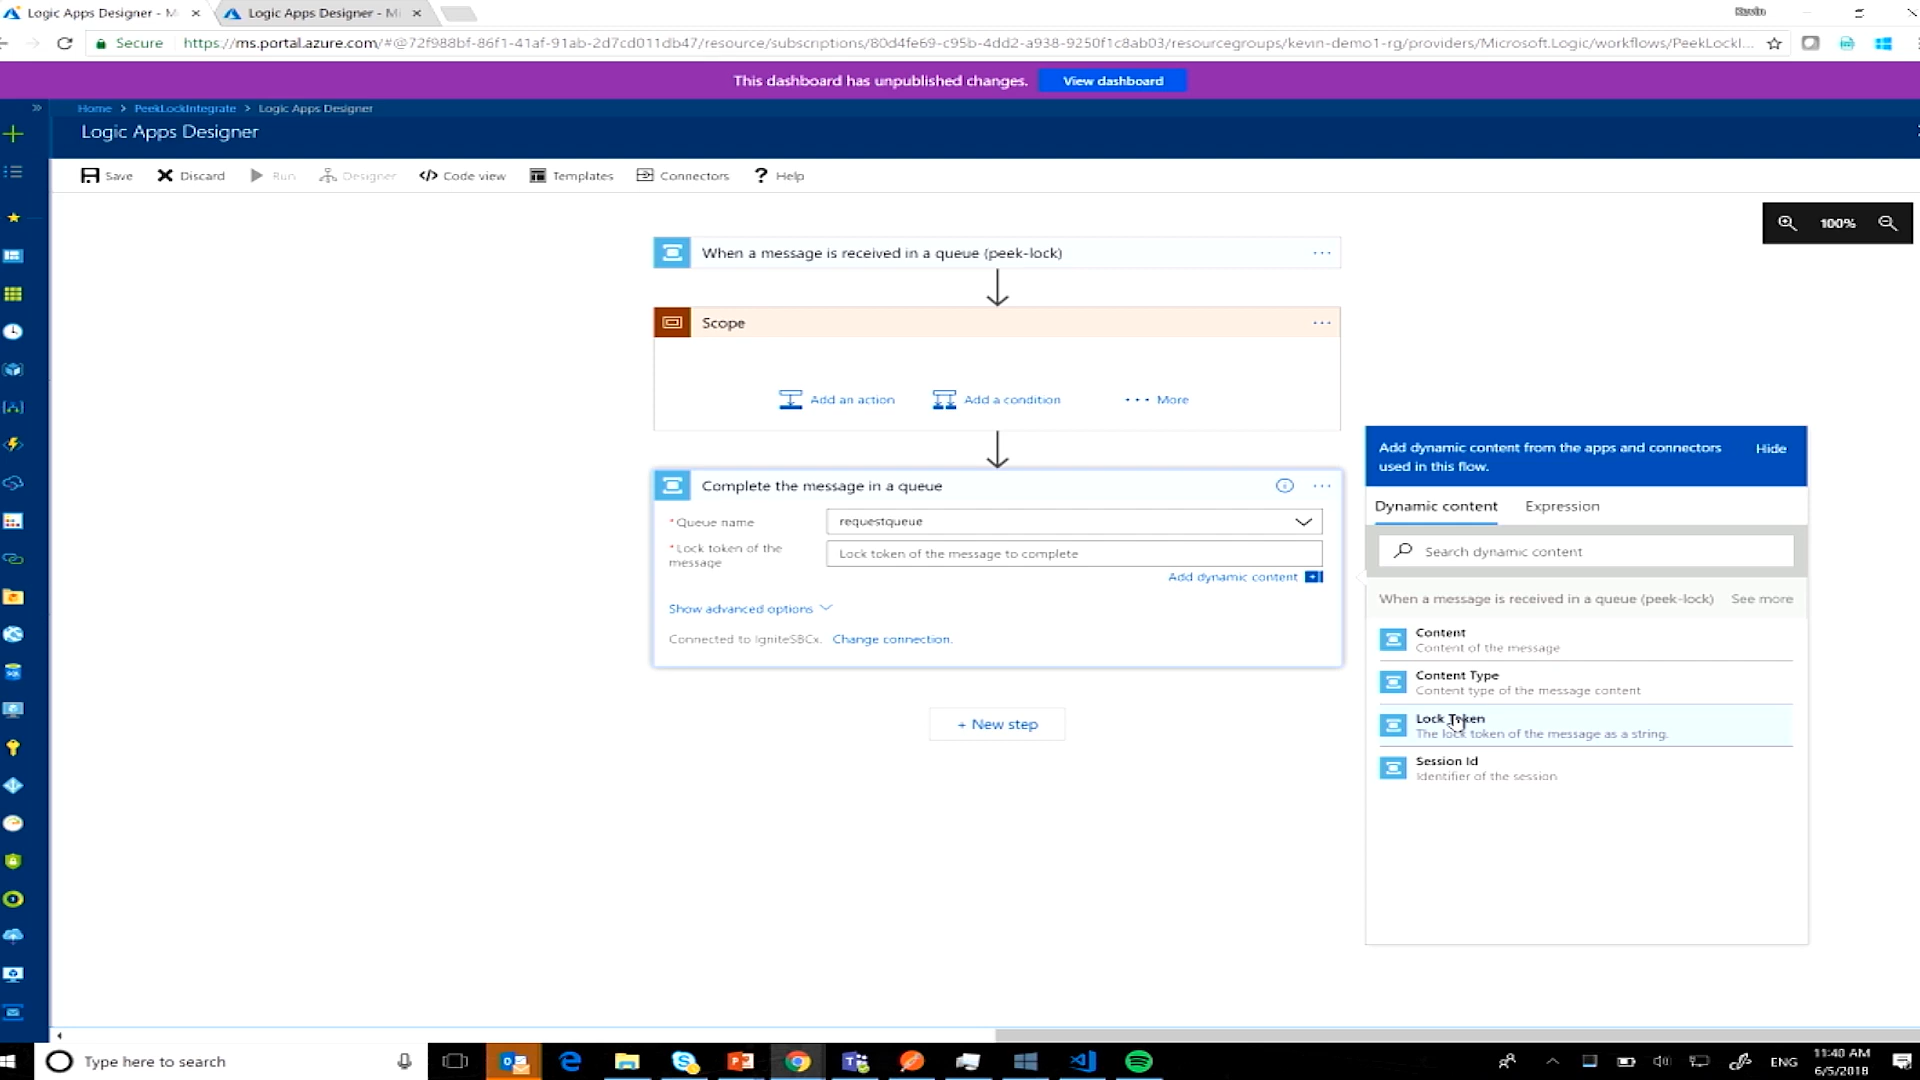 Logic Apps Designer - M
Logic Apps Designer - Mi
Kevin
Secure
https://ms.portal.azure.com/#@72f988bf-86f1-41af-91ab-2d7cd011db47/resource/subscriptions/80d4fe69-c95b-4dd2-a938-9250f1c8ab03/resourcegroups/kevin-demo1-rg/providers/Microsoft.Logic/workflows/PeekLockI...
This dashboard has unpublished changes. View dashboard
Home > PeekLockIntegrate > Logic Apps Designer
Logic Apps Designer
Save Discard Run Designer Code view Templates Connectors Help
100%
When a message is received in a queue (peek-lock)
Scope
Add an action Add a condition ... More
Complete the message in a queue
* Queue name
requestqueue
* Lock token of the message
Lock token of the message to complete
Add dynamic content
Show advanced options
Connected to IgniteSBCx. Change connection.
+ New step
Add dynamic content from the apps and connectors
used in this flow.
Hide
Dynamic content Expression
Search dynamic content
When a message is received in a queue (peek-lock) See more
Content
Content of the message
Content Type
Content type of the message content
Lock Token
The lock token of the message as a string.
Session Id
Identifier of the session
Type here to search
ENG
11:40 AM
6/5/2018